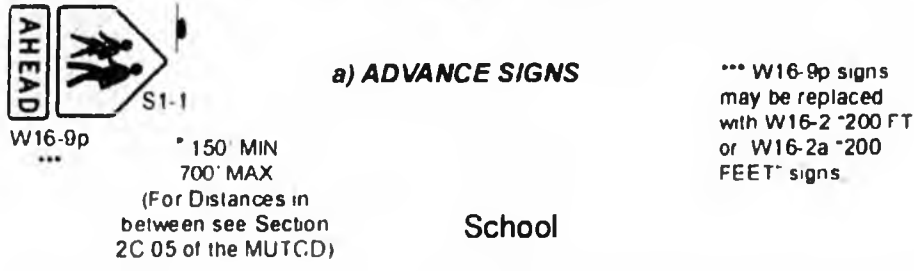 AHEAD
S1-1
W16-9p
***
a) ADVANCE SIGNS
* 150' MIN
700' MAX
(For Distances in
between see Section
2C 05 of the MUTCD)
School
*** W16-9p signs
may be replaced
with W16-2 "200 FT
or W16-2a "200
FEET" signs